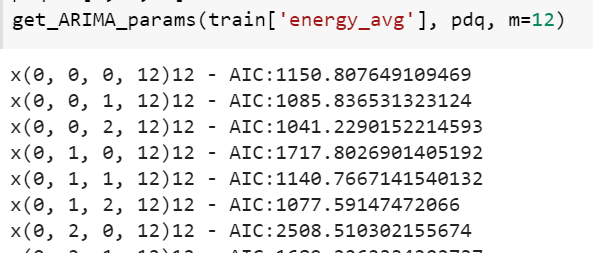 get_ARIMA_params(train['energy_avg'], pdq, m=12)
x(0, 0, 0, 12)12 - AIC:1150.807649109469
x(0, 0, 1, 12)12 - AIC:1085.836531323124
x(0, 0, 2, 12)12 - AIC:1041.2290152214593
x(0, 1, 0, 12)12 - AIC:1717.8026901405192
x(0, 1, 1, 12)12 - AIC:1140.7667141540132
x(0, 1, 2, 12)12 - AIC:1077.59147472066
x(0, 2, 0, 12)12 - AIC:2508.510302155674